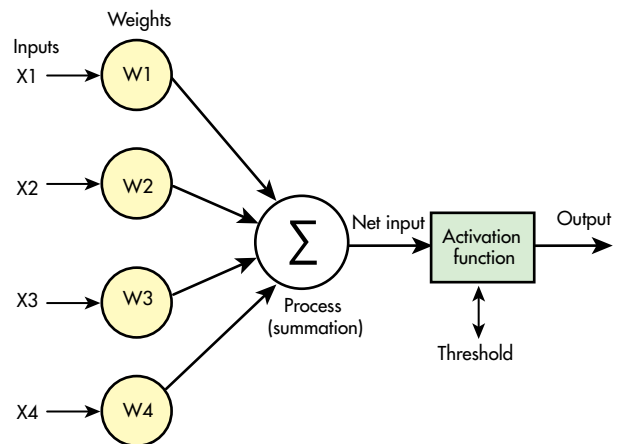 Weights
Inputs
X1
W1
X2
W2
X3
W3
X4
W4
Σ
Process
(summation)
Net input
Activation
function
Output
Threshold